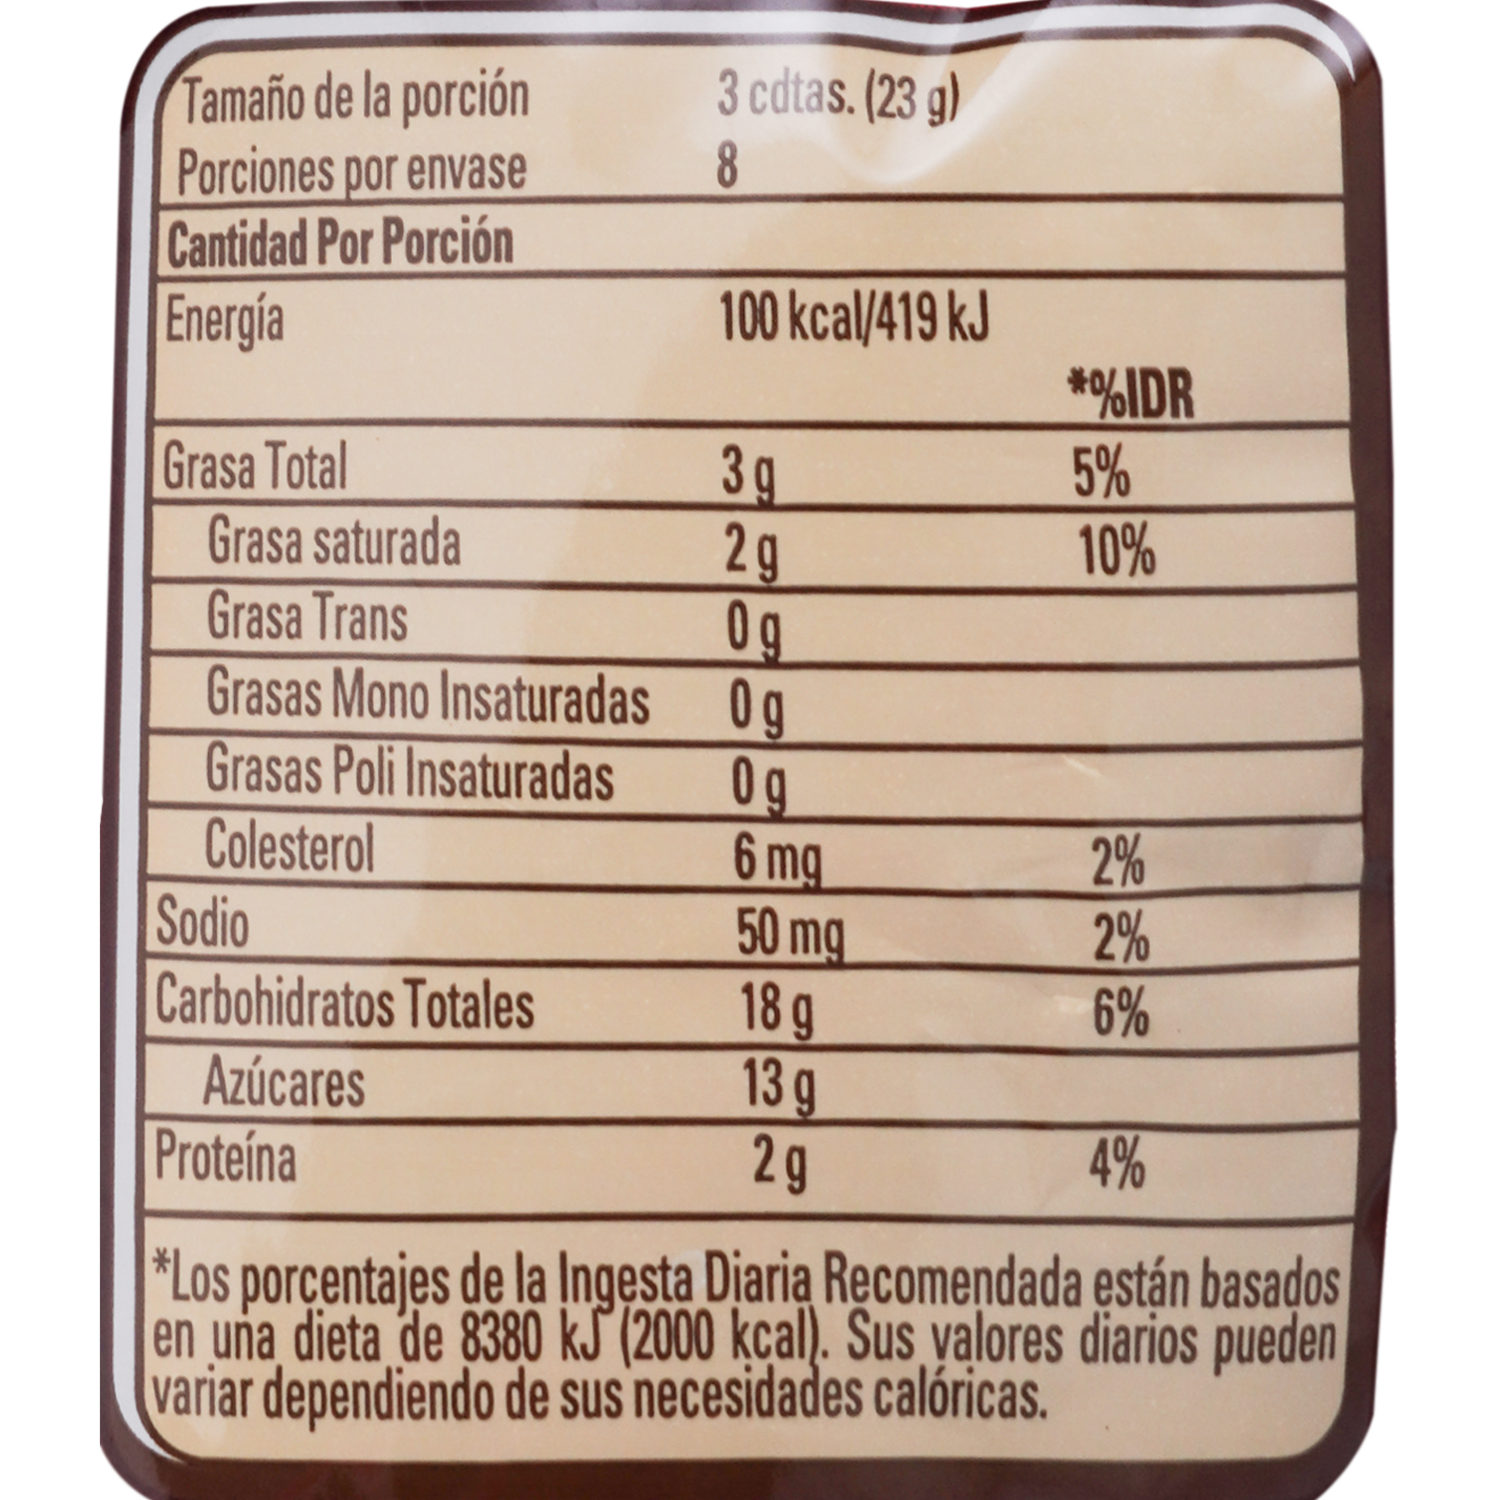 Tamaño de la porción 3 cdtas. (23 g)
Porciones por envase 8
Cantidad Por Porción
Energía 100 kcal/419 kJ
*%IDR
Grasa Total 3 g 5%
Grasa saturada 2 g 10%
Grasa Trans 0 g
Grasas Mono Insaturadas 0 g
Grasas Poli Insaturadas 0 g
Colesterol 6 mg 2%
Sodio 50 mg 2%
Carbohidratos Totales 18 g 6%
Azúcares 13 g
Proteína 2 g 4%
*Los porcentajes de la Ingesta Diaria Recomendada están basados
en una dieta de 8380 kJ (2000 kcal). Sus valores diarios pueden
variar dependiendo de sus necesidades calóricas.